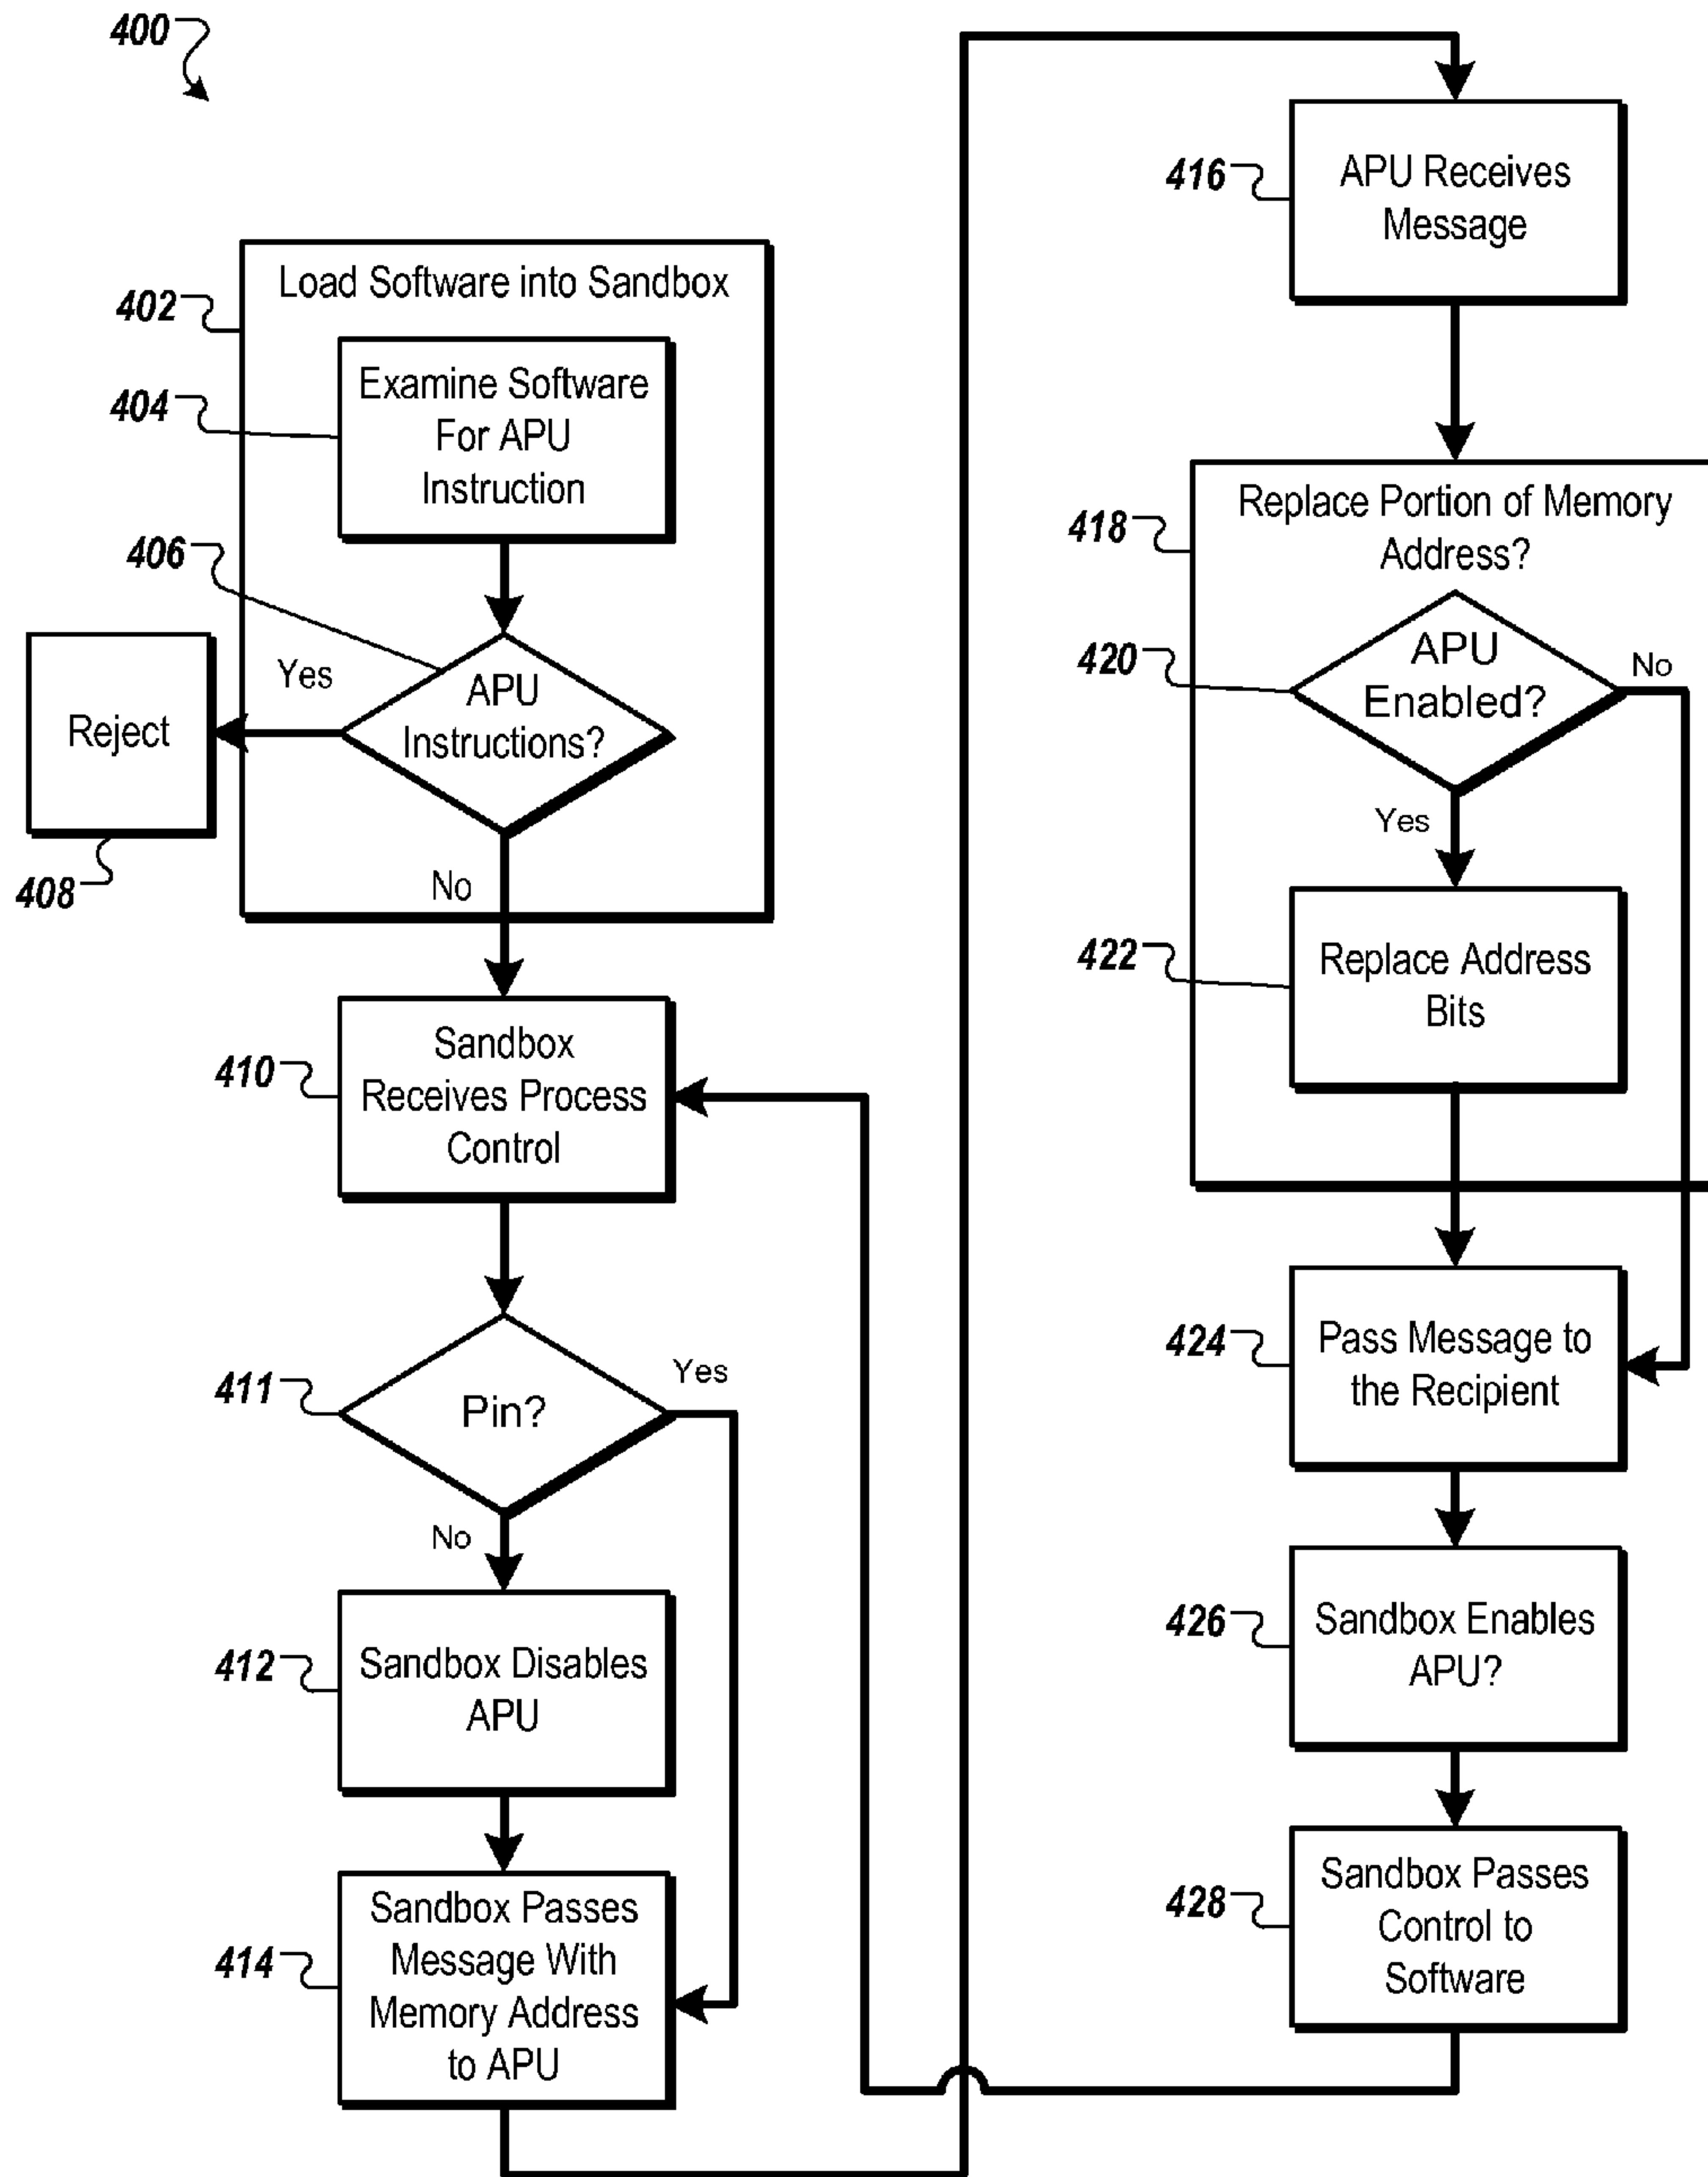 400
402
Load Software into Sandbox
404
Examine Software
For APU
Instruction
406
APU
Instructions?
Yes
Reject
408
No
410
Sandbox
Receives Process
Control
411
Pin?
Yes
No
412
Sandbox Disables
APU
414
Sandbox Passes
Message With
Memory Address
to APU
416
APU Receives
Message
418
Replace Portion of Memory
Address?
420
APU
Enabled?
No
Yes
422
Replace Address
Bits
424
Pass Message to
the Recipient
426
Sandbox Enables
APU?
428
Sandbox Passes
Control to
Software